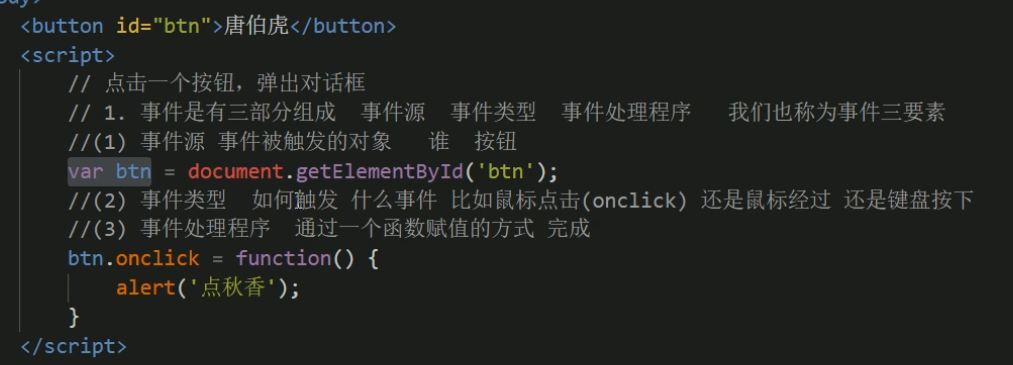 ody>
<button id="btn">唐伯虎</button>
<script>
// 点击一个按钮，弹出对话框
// 1. 事件是有三部分组成 事件源 事件类型 事件处理程序 我们也称为事件三要素
//(1) 事件源 事件被触发的对象 谁 按钮
var btn = document.getElementById('btn');
//(2) 事件类型 如何触发 什么事件 比如鼠标点击(onclick) 还是鼠标经过 还是键盘按下
//(3) 事件处理程序 通过一个函数赋值的方式 完成
btn.onclick = function() {
alert('点秋香');
}
</script>